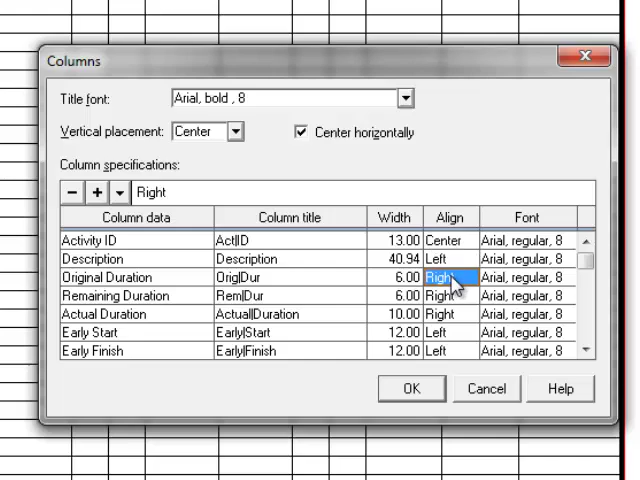 Columns
Title font: Arial, bold , 8
Vertical placement: Center Center horizontally
Column specifications:
Right
Column data Column title Width Align Font
Activity ID Act|ID 13.00 Center Arial, regular, 8
Description Description 40.94 Left Arial, regular, 8
Original Duration Orig|Dur 6.00 Right Arial, regular, 8
Remaining Duration Rem|Dur 6.00 Right Arial, regular, 8
Actual Duration Actual|Duration 10.00 Right Arial, regular, 8
Early Start Early|Start 12.00 Left Arial, regular, 8
Early Finish Early|Finish 12.00 Left Arial, regular, 8
OK Cancel Help